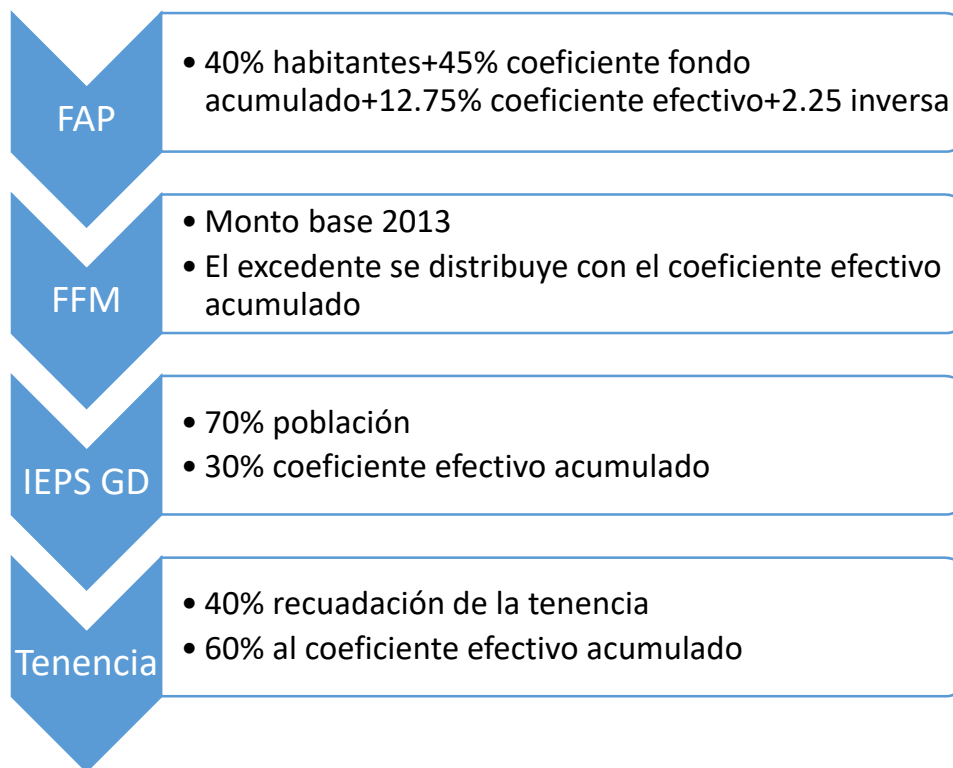 FAP
• 40% habitantes+45% coeficiente fondo
acumulado+12.75% coeficiente efectivo+2.25 inversa
FFM
• Monto base 2013
• El excedente se distribuye con el coeficiente efectivo
acumulado
IEPS GD
• 70% población
• 30% coeficiente efectivo acumulado
Tenencia
• 40% recuadación de la tenencia
• 60% al coeficiente efectivo acumulado